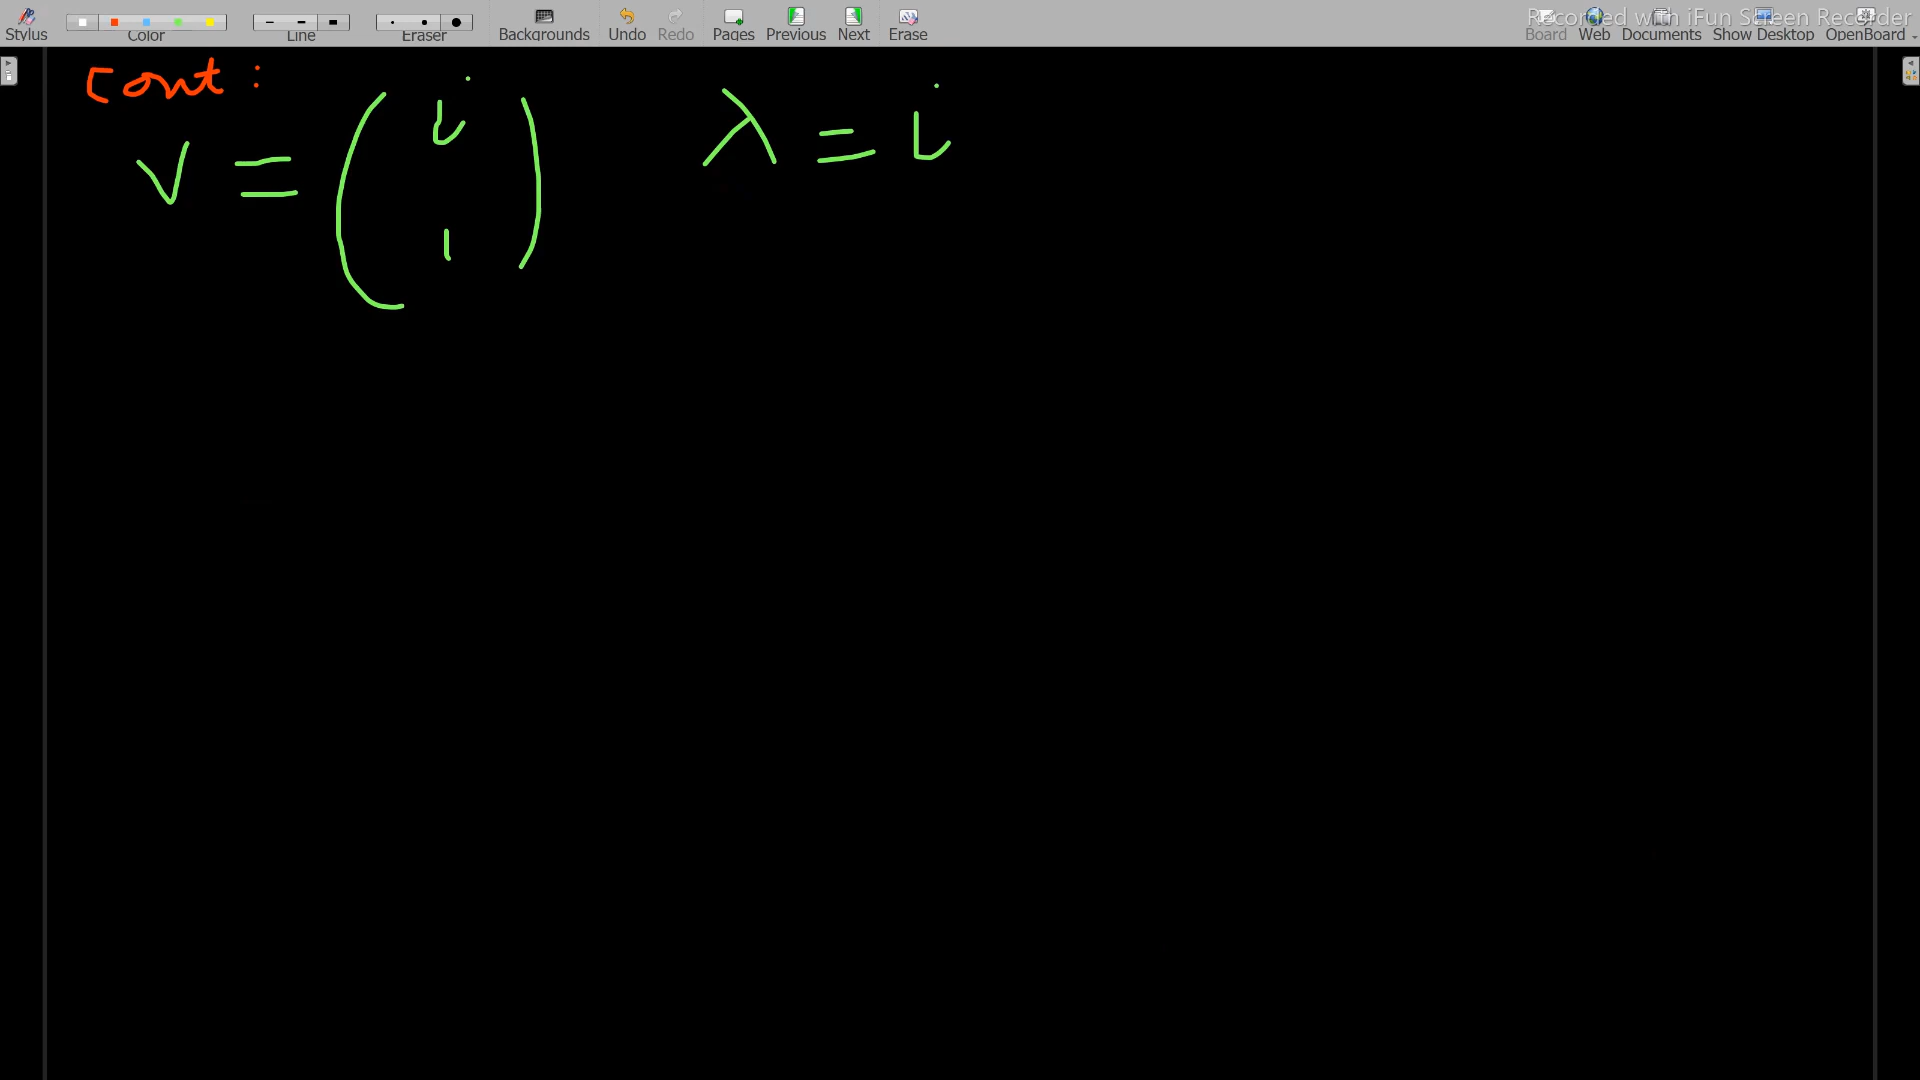 Recorded with iFun Screen Recorder
Stylus Color Line Eraser Backgrounds Undo Redo Pages Previous Next Erase Board Web Documents Show Desktop OpenBoard
Cont :
v = ( i λ = i
1 )